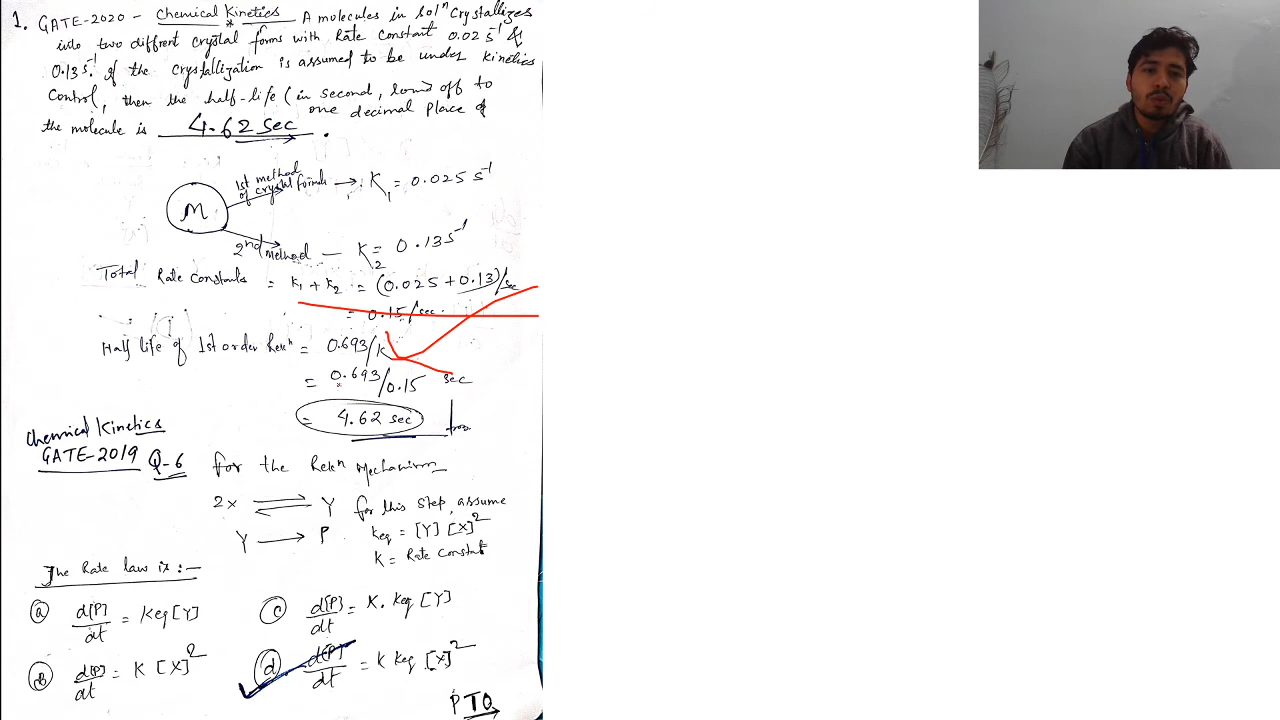 1. GATE-2020 - Chemical Kinetics A molecules in solⁿ Crystallizes
into two diffrent crystal forms with Rate Constant 0.02 s⁻¹ &
0.13 s⁻¹. If the crystallization is assumed to be under kinetics
Control, then the half-life (in second, round off to
one decimal place of
the molecule is 4.62 sec .
1st method
of crystal forms → K₁ = 0.025 s⁻¹
M
2nd method — K₂ = 0.13 s⁻¹
Total Rate Constants = K₁ + K₂ = (0.025 + 0.13)/sec
= 0.15/sec.
Half life of 1st order Rexⁿ = 0.693/K
= 0.693/0.15 sec
= 4.62 sec
Chemical Kinetics
GATE-2019 Q-6 for the Rexⁿ Mechanism
2x ⇌ Y for this step, assume
Y → P Keq = [Y] [X]²
K = Rate Constant
The Rate law is :-
(a) d[P]/dt = Keq [Y] (c) d[P]/dt = K. Keq [Y]
(B) d[P]/dt = K [X]² (d) d[P]/dt = K Keq [X]²
PTO